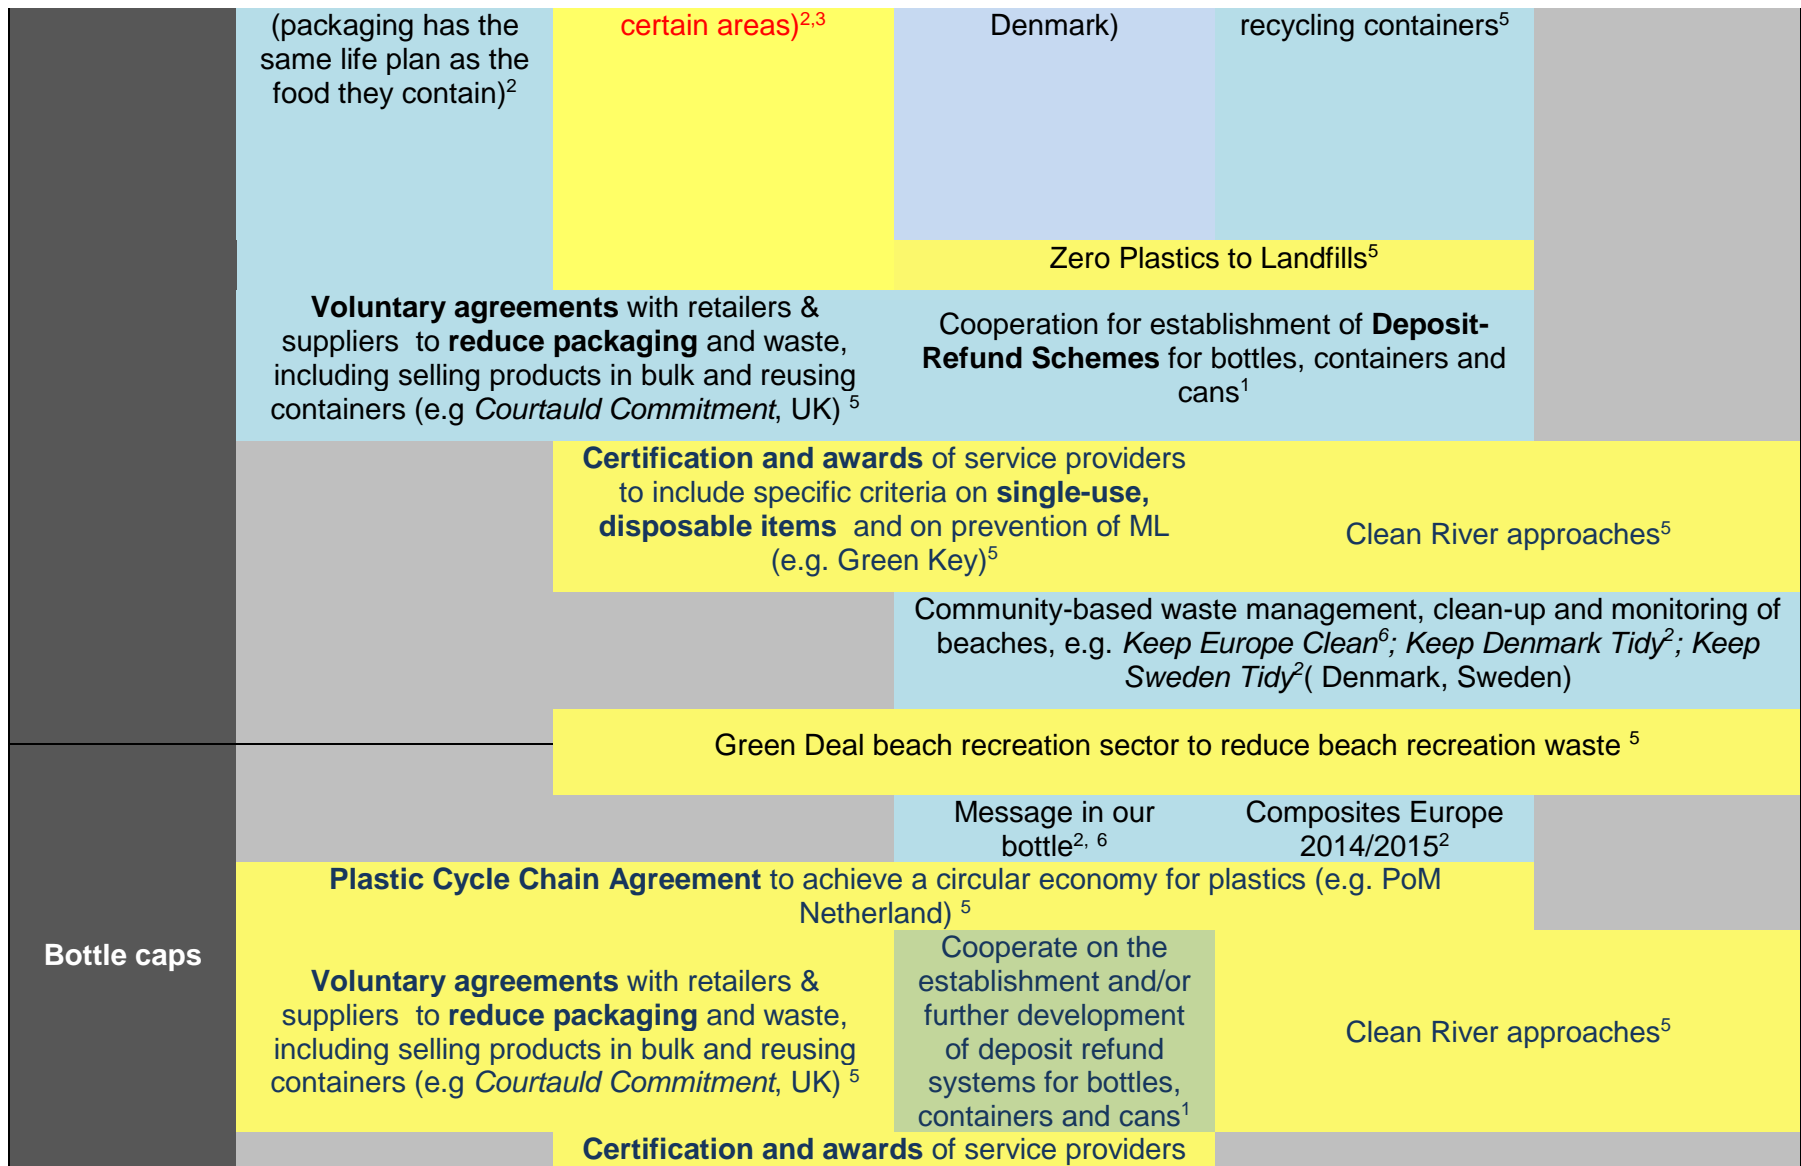 (packaging has the
same life plan as the
food they contain)2
certain areas)2,3
Denmark)
recycling containers5
Zero Plastics to Landfills5
Voluntary agreements with retailers &
suppliers to reduce packaging and waste,
including selling products in bulk and reusing
containers (e.g Courtauld Commitment, UK) 5
Cooperation for establishment of Deposit-
Refund Schemes for bottles, containers and
cans1
Certification and awards of service providers
to include specific criteria on single-use,
disposable items and on prevention of ML
(e.g. Green Key)5
Clean River approaches5
Community-based waste management, clean-up and monitoring of
beaches, e.g. Keep Europe Clean6; Keep Denmark Tidy2; Keep
Sweden Tidy2( Denmark, Sweden)
Green Deal beach recreation sector to reduce beach recreation waste 5
Bottle caps
Message in our
bottle2, 6
Composites Europe
2014/20152
Plastic Cycle Chain Agreement to achieve a circular economy for plastics (e.g. PoM
Netherland) 5
Voluntary agreements with retailers &
suppliers to reduce packaging and waste,
including selling products in bulk and reusing
containers (e.g Courtauld Commitment, UK) 5
Cooperate on the
establishment and/or
further development
of deposit refund
systems for bottles,
containers and cans1
Clean River approaches5
Certification and awards of service providers